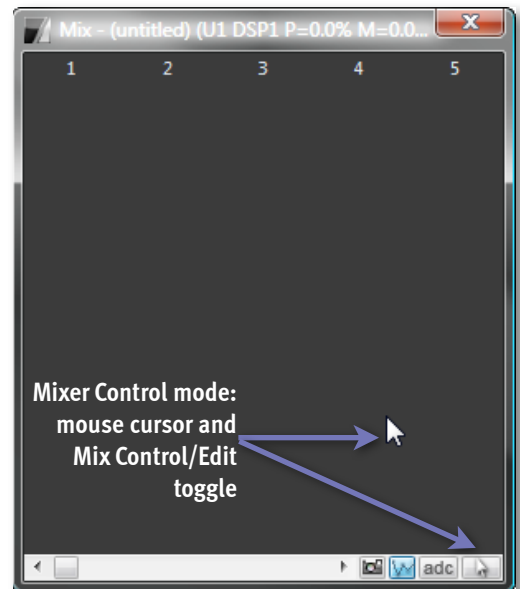 Mix - (untitled) (U1 DSP1 P=0.0% M=0.0...
1 2 3 4 5
Mixer Control mode:
mouse cursor and
Mix Control/Edit
toggle
adc